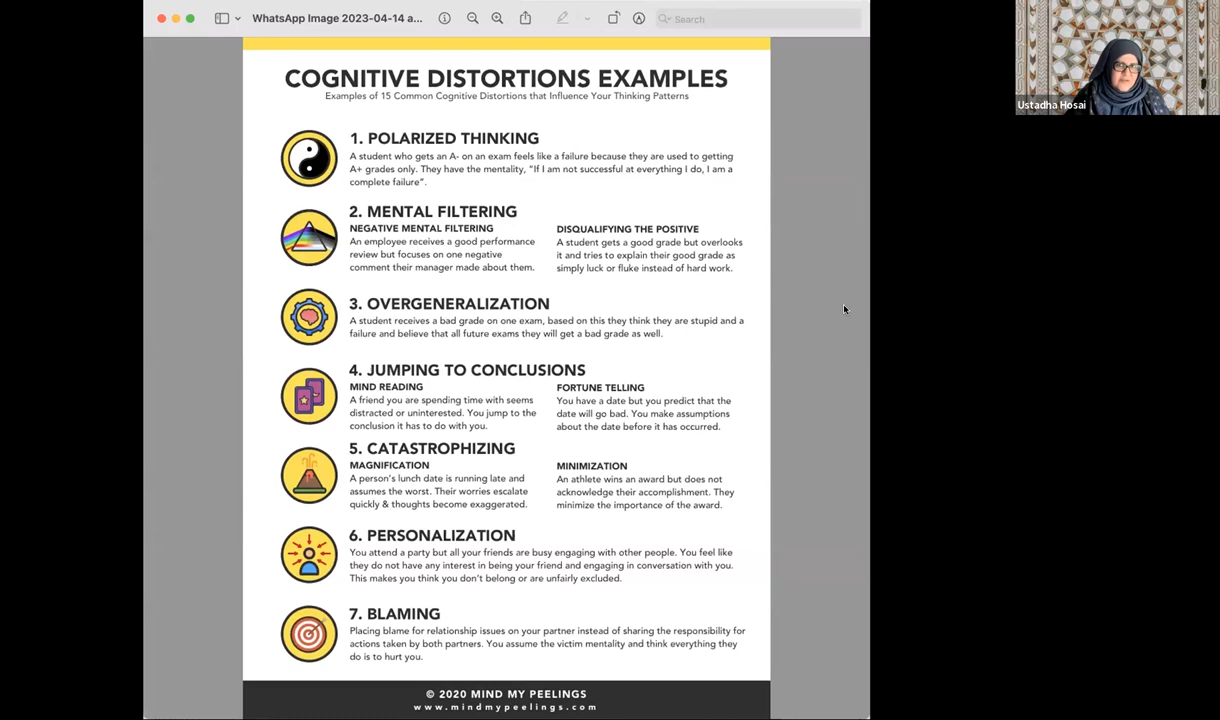 WhatsApp Image 2023-04-14 a...
Search
Ustadha Hosai
COGNITIVE DISTORTIONS EXAMPLES
Examples of 15 Common Cognitive Distortions that Influence Your Thinking Patterns
1. POLARIZED THINKING
A student who gets an A- on an exam feels like a failure because they are used to getting
A+ grades only. They have the mentality, “If I am not successful at everything I do, I am a
complete failure”.
2. MENTAL FILTERING
NEGATIVE MENTAL FILTERING
An employee receives a good performance
review but focuses on one negative
comment their manager made about them.
DISQUALIFYING THE POSITIVE
A student gets a good grade but overlooks
it and tries to explain their good grade as
simply luck or fluke instead of hard work.
3. OVERGENERALIZATION
A student receives a bad grade on one exam, based on this they think they are stupid and a
failure and believe that all future exams they will get a bad grade as well.
4. JUMPING TO CONCLUSIONS
MIND READING
A friend you are spending time with seems
distracted or uninterested. You jump to the
conclusion it has to do with you.
FORTUNE TELLING
You have a date but you predict that the
date will go bad. You make assumptions
about the date before it has occurred.
5. CATASTROPHIZING
MAGNIFICATION
A person’s lunch date is running late and
assumes the worst. Their worries escalate
quickly & thoughts become exaggerated.
MINIMIZATION
An athlete wins an award but does not
acknowledge their accomplishment. They
minimize the importance of the award.
6. PERSONALIZATION
You attend a party but all your friends are busy engaging with other people. You feel like
they do not have any interest in being your friend and engaging in conversation with you.
This makes you think you don’t belong or are unfairly excluded.
7. BLAMING
Placing blame for relationship issues on your partner instead of sharing the responsibility for
actions taken by both partners. You assume the victim mentality and think everything they
do is to hurt you.
© 2020 MIND MY PEELINGS
www.mindmypeelings.com